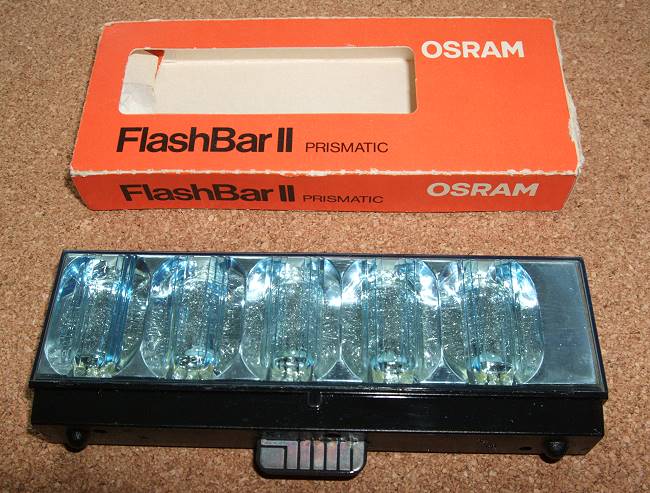 OSRAM
FlashBar II PRISMATIC
FlashBar II PRISMATIC OSRAM